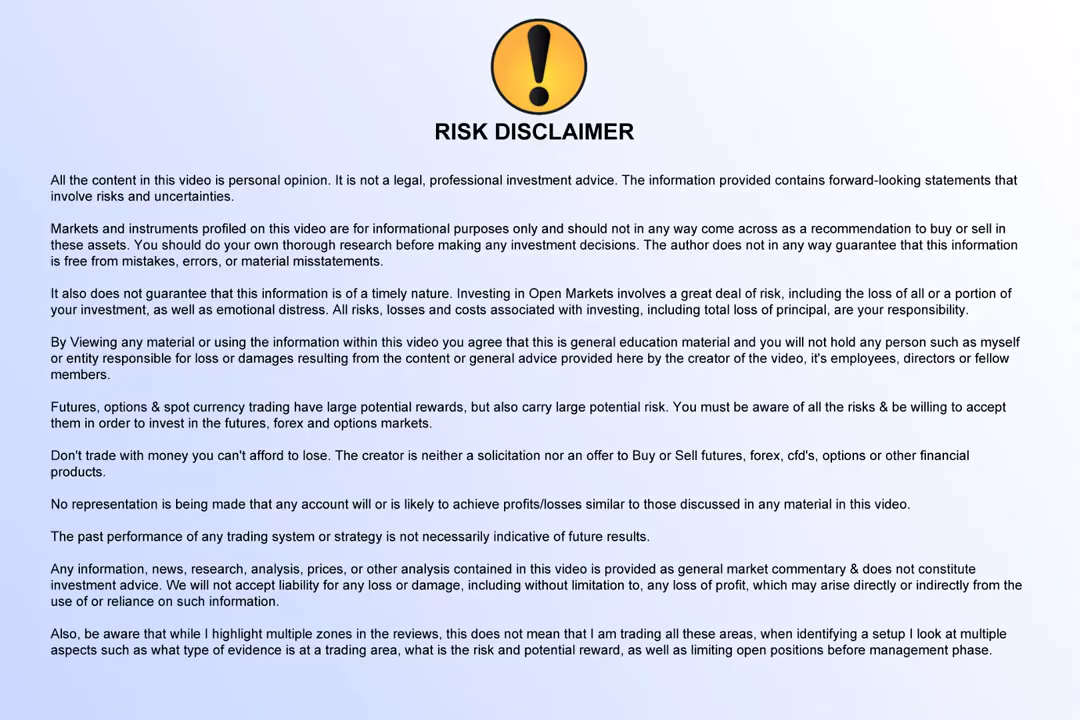 RISK DISCLAIMER
All the content in this video is personal opinion. It is not a legal, professional investment advice. The information provided contains forward-looking statements that
involve risks and uncertainties.
Markets and instruments profiled on this video are for informational purposes only and should not in any way come across as a recommendation to buy or sell in
these assets. You should do your own thorough research before making any investment decisions. The author does not in any way guarantee that this information
is free from mistakes, errors, or material misstatements.
It also does not guarantee that this information is of a timely nature. Investing in Open Markets involves a great deal of risk, including the loss of all or a portion of
your investment, as well as emotional distress. All risks, losses and costs associated with investing, including total loss of principal, are your responsibility.
By Viewing any material or using the information within this video you agree that this is general education material and you will not hold any person such as myself
or entity responsible for loss or damages resulting from the content or general advice provided here by the creator of the video, it's employees, directors or fellow
members.
Futures, options & spot currency trading have large potential rewards, but also carry large potential risk. You must be aware of all the risks & be willing to accept
them in order to invest in the futures, forex and options markets.
Don't trade with money you can't afford to lose. The creator is neither a solicitation nor an offer to Buy or Sell futures, forex, cfd's, options or other financial
products.
No representation is being made that any account will or is likely to achieve profits/losses similar to those discussed in any material in this video.
The past performance of any trading system or strategy is not necessarily indicative of future results.
Any information, news, research, analysis, prices, or other analysis contained in this video is provided as general market commentary & does not constitute
investment advice. We will not accept liability for any loss or damage, including without limitation to, any loss of profit, which may arise directly or indirectly from the
use of or reliance on such information.
Also, be aware that while I highlight multiple zones in the reviews, this does not mean that I am trading all these areas, when identifying a setup I look at multiple
aspects such as what type of evidence is at a trading area, what is the risk and potential reward, as well as limiting open positions before management phase.